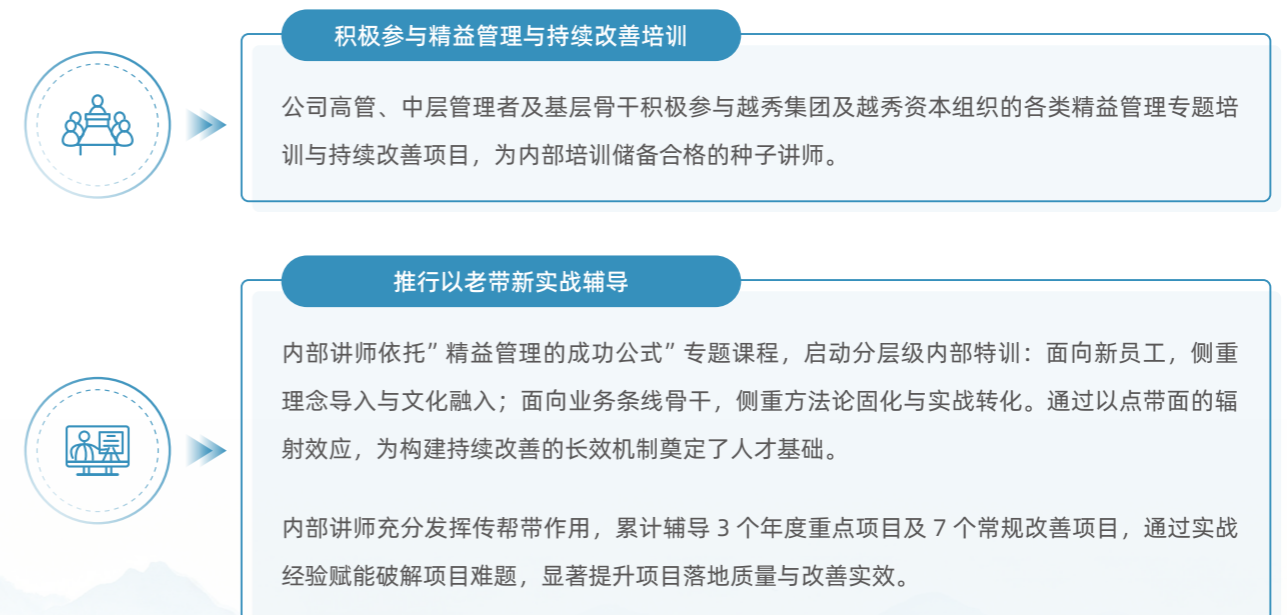 积极参与精益管理与持续改善培训
公司高管、中层管理者及基层骨干积极参与越秀集团及越秀资本组织的各类精益管理专题培
训与持续改善项目，为内部培训储备合格的种子讲师。
推行以老带新实战辅导
内部讲师依托”精益管理的成功公式”专题课程，启动分层级内部特训：面向新员工，侧重
理念导入与文化融入；面向业务条线骨干，侧重方法论固化与实战转化。通过以点带面的辐
射效应，为构建持续改善的长效机制奠定了人才基础。
内部讲师充分发挥传帮带作用，累计辅导 3 个年度重点项目及 7 个常规改善项目，通过实战
经验赋能破解项目难题，显著提升项目落地质量与改善实效。